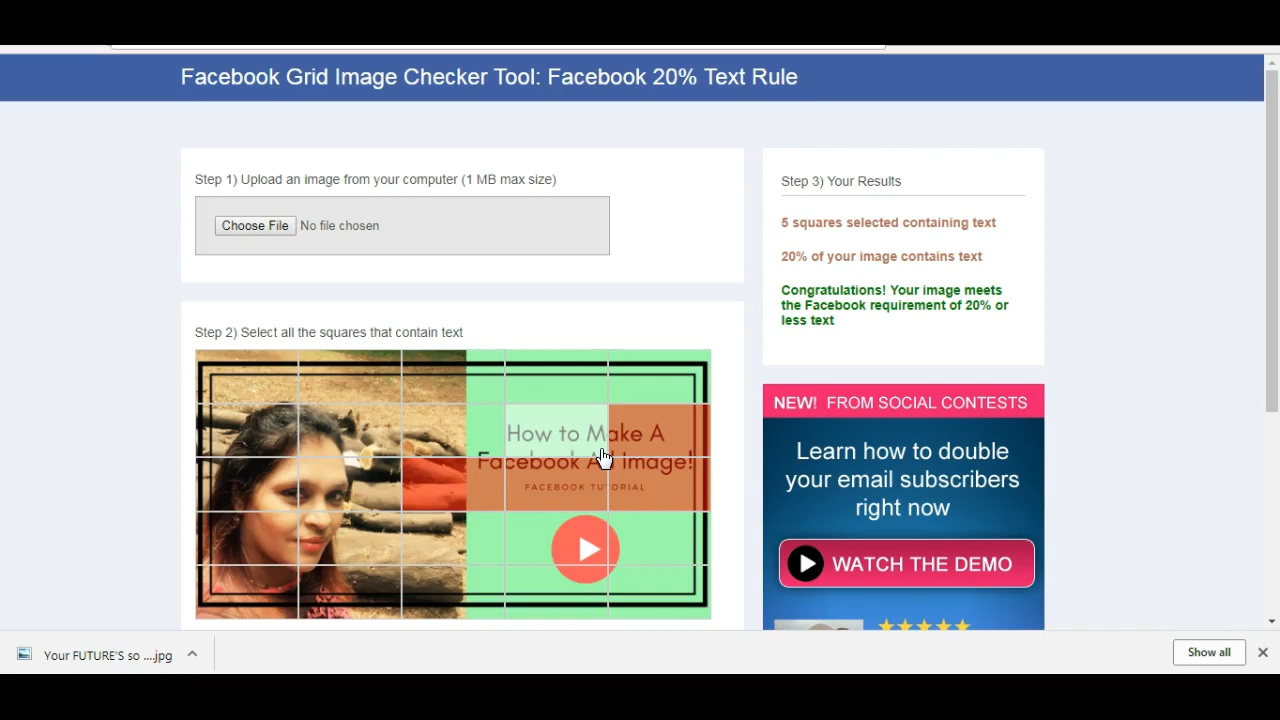 Facebook Grid Image Checker Tool: Facebook 20% Text Rule
Step 1) Upload an image from your computer (1 MB max size)
Choose File No file chosen
Step 2) Select all the squares that contain text
How to Make A
Facebook Ad Image!
FACEBOOK TUTORIAL
Step 3) Your Results
5 squares selected containing text
20% of your image contains text
Congratulations! Your image meets
the Facebook requirement of 20% or
less text
NEW! FROM SOCIAL CONTESTS
Learn how to double
your email subscribers
right now
WATCH THE DEMO
Your FUTURE'S so ....jpg
Show all